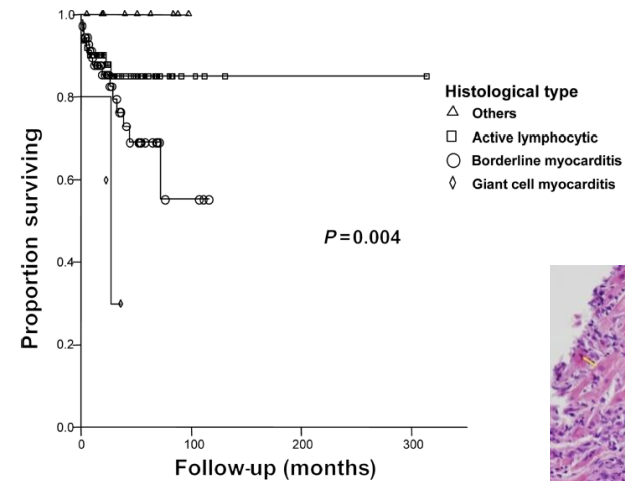 1.0
0.8
0.6
0.4
0.2
0.0
0
100
200
300
Proportion surviving
Follow-up (months)
P=0.004
Histological type
Others
Active lymphocytic
Borderline myocarditis
Giant cell myocarditis